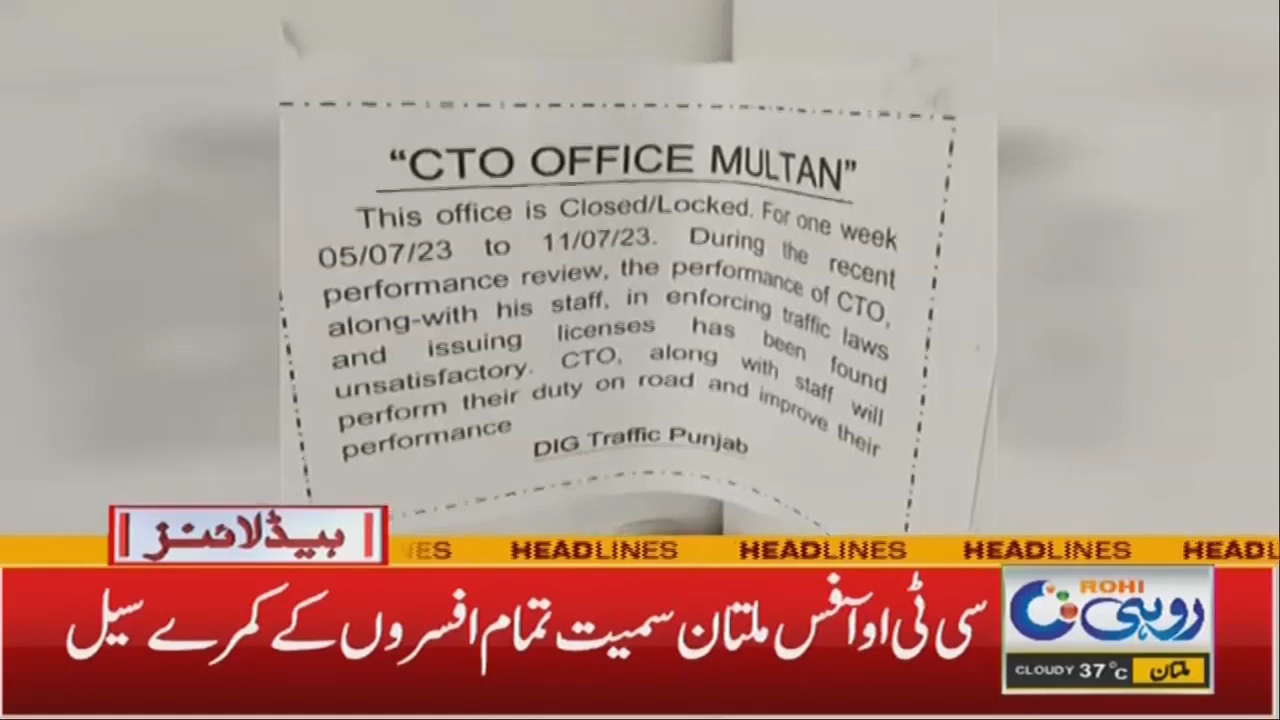 “CTO OFFICE MULTAN”
This office is Closed/Locked. For one week
05/07/23 to 11/07/23. During the recent
performance review, the performance of CTO,
along-with his staff, in enforcing traffic laws
and issuing licenses has been found
unsatisfactory. CTO, along with staff will
perform their duty on road and improve their
performance
DIG Traffic Punjab
ہیڈلائنز
HEADLINES HEADLINES HEADLINES
سی ٹی او آفس ملتان سمیت تمام افسروں کے کمرے سیل
ROHI
روہی
CLOUDY 37°C ملتان